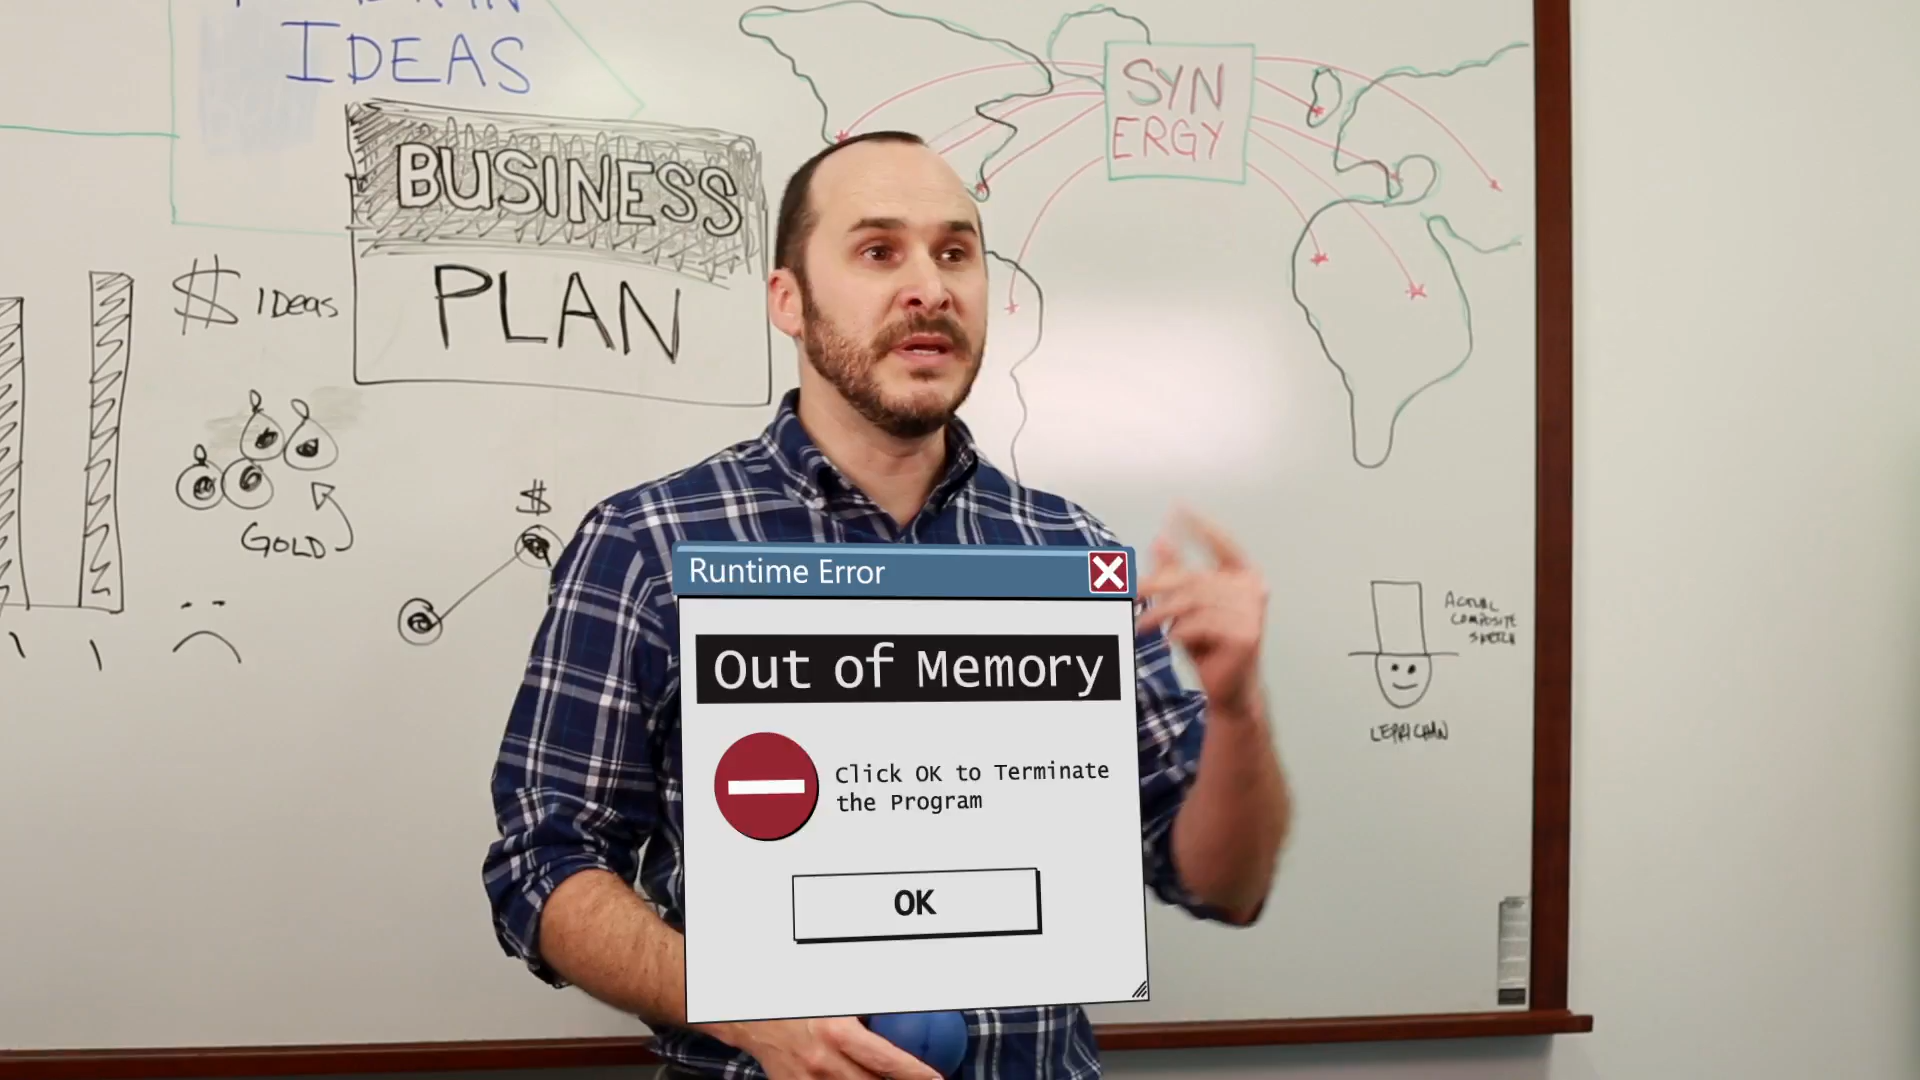 IDEAS
BUSINESS
PLAN
$ IDeas
GOLD
$
SYN
ERGY
ACTUAL
COMPOSITE
SKETCH
LEPRICHAN
Runtime Error
Out of Memory
Click OK to Terminate
the Program
OK